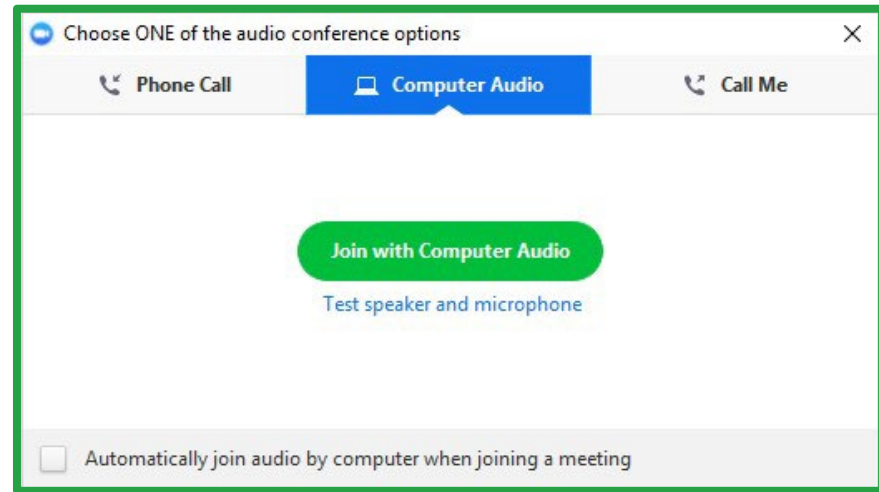 Choose ONE of the audio conference options
Phone Call
Computer Audio
Call Me
Join with Computer Audio
Test speaker and microphone
Automatically join audio by computer when joining a meeting